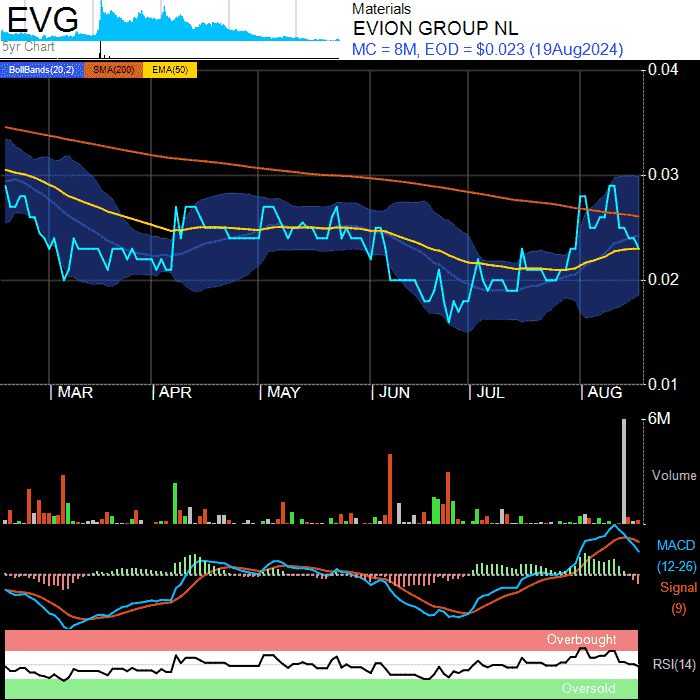 EVG
5yr Chart
Materials
EVION GROUP NL
MC = 8M, EOD = $0.023 (19Aug2024)
BollBands(20,2) SMA(200) EMA(50)
0.04
0.03
0.02
0.01
MAR APR MAY JUN JUL AUG
6M
Volume
MACD
(12-26)
Signal
(9)
Overbought
RSI(14)
Oversold